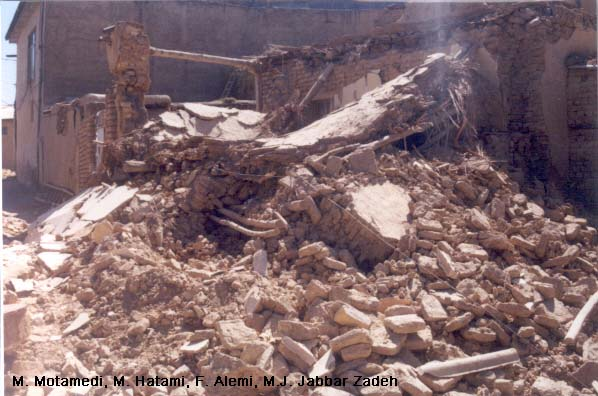 M. Motamedi, M. Hatami, F. Alemi, M.J. Jabbar Zadeh